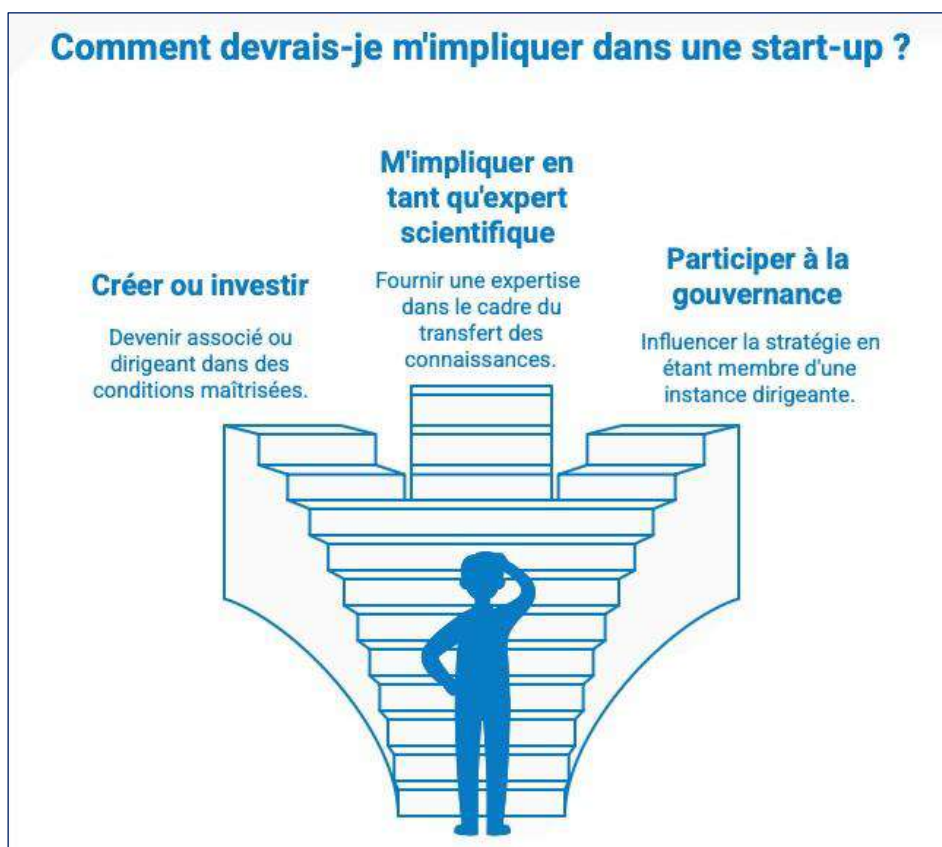 Comment devrais-je m'impliquer dans une start-up ?
M'impliquer en
tant qu'expert
scientifique
Fournir une expertise
dans le cadre du
transfert des
connaissances.
Créer ou investir
Devenir associé ou
dirigeant dans des
conditions maîtrisées.
Participer à la
gouvernance
Influencer la stratégie en
étant membre d'une
instance dirigeante.